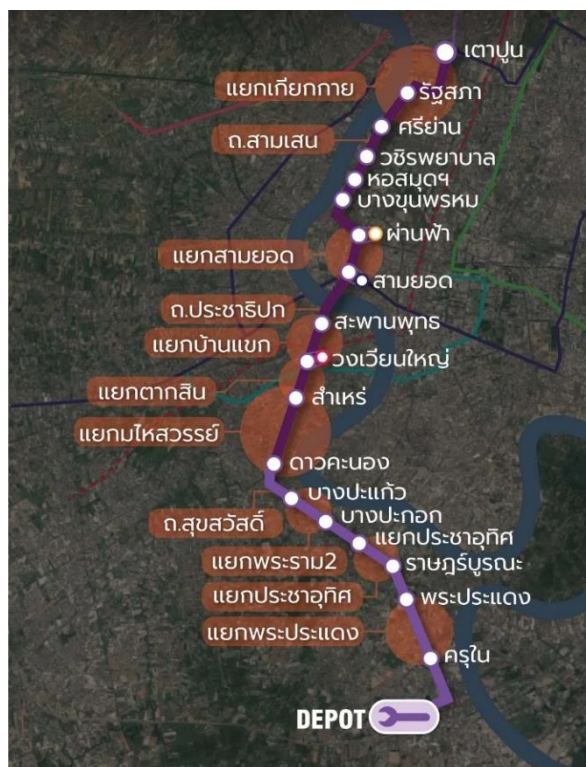 เตาปูน
แยกเกียกกาย
รัฐสภา
ศรีย่าน
ถ.สามเสน
วชิรพยาบาล
หอสมุดฯ
บางขุนพรหม
ผ่านฟ้า
แยกสามยอด
สามยอด
ถ.ประชาธิปก
สะพานพุทธ
แยกบ้านแขก
วงเวียนใหญ่
แยกตากสิน
สำเหร่
แยกมไหสวรรย์
ดาวคะนอง
บางปะแก้ว
ถ.สุขสวัสดิ์
บางปะกอก
แยกประชาอุทิศ
แยกพระราม2
ราษฎร์บูรณะ
แยกประชาอุทิศ
พระประแดง
แยกพระประแดง
ครุใน
DEPOT